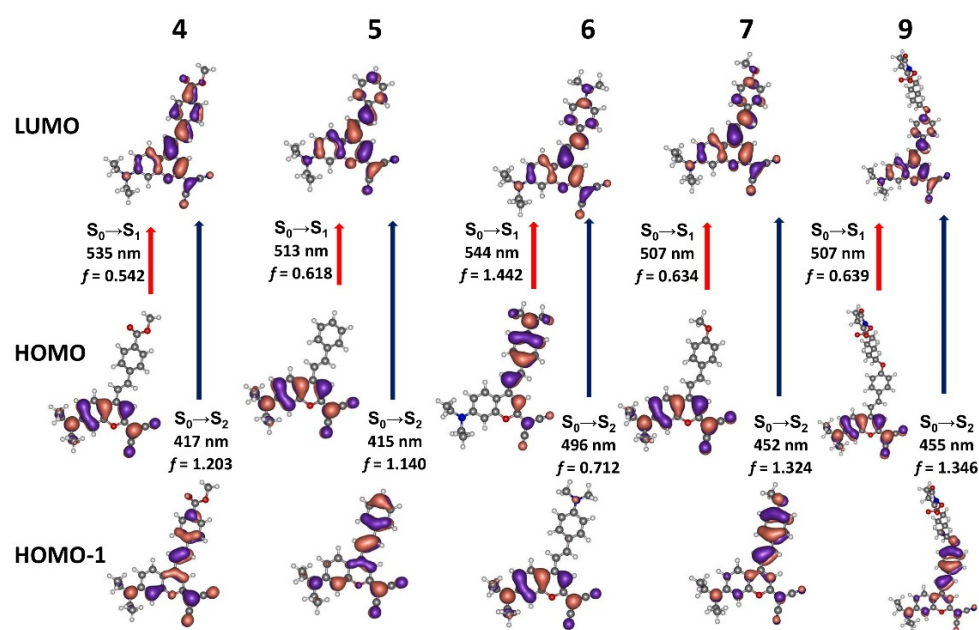 4 5 6 7 9
LUMO
S₀→S₁
535 nm
f = 0.542
S₀→S₁
513 nm
f = 0.618
S₀→S₁
544 nm
f = 1.442
S₀→S₁
507 nm
f = 0.634
S₀→S₁
507 nm
f = 0.639
HOMO
S₀→S₂
417 nm
f = 1.203
S₀→S₂
415 nm
f = 1.140
S₀→S₂
496 nm
f = 0.712
S₀→S₂
452 nm
f = 1.324
S₀→S₂
455 nm
f = 1.346
HOMO-1